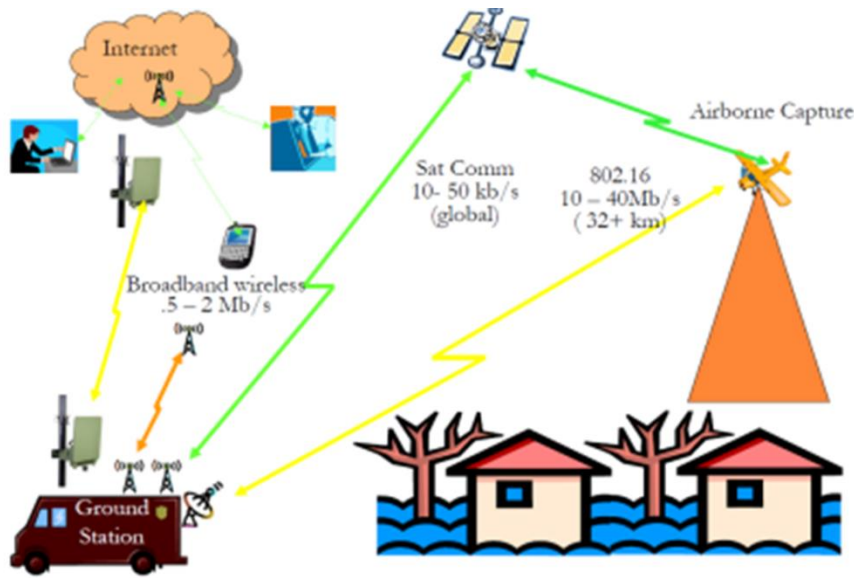 Internet
Airborne Capture
Sat Comm
10- 50 kb/s
(global)
802.16
10 – 40Mb/s
( 32+ km)
Broadband wireless
.5 – 2 Mb/s
Ground
Station